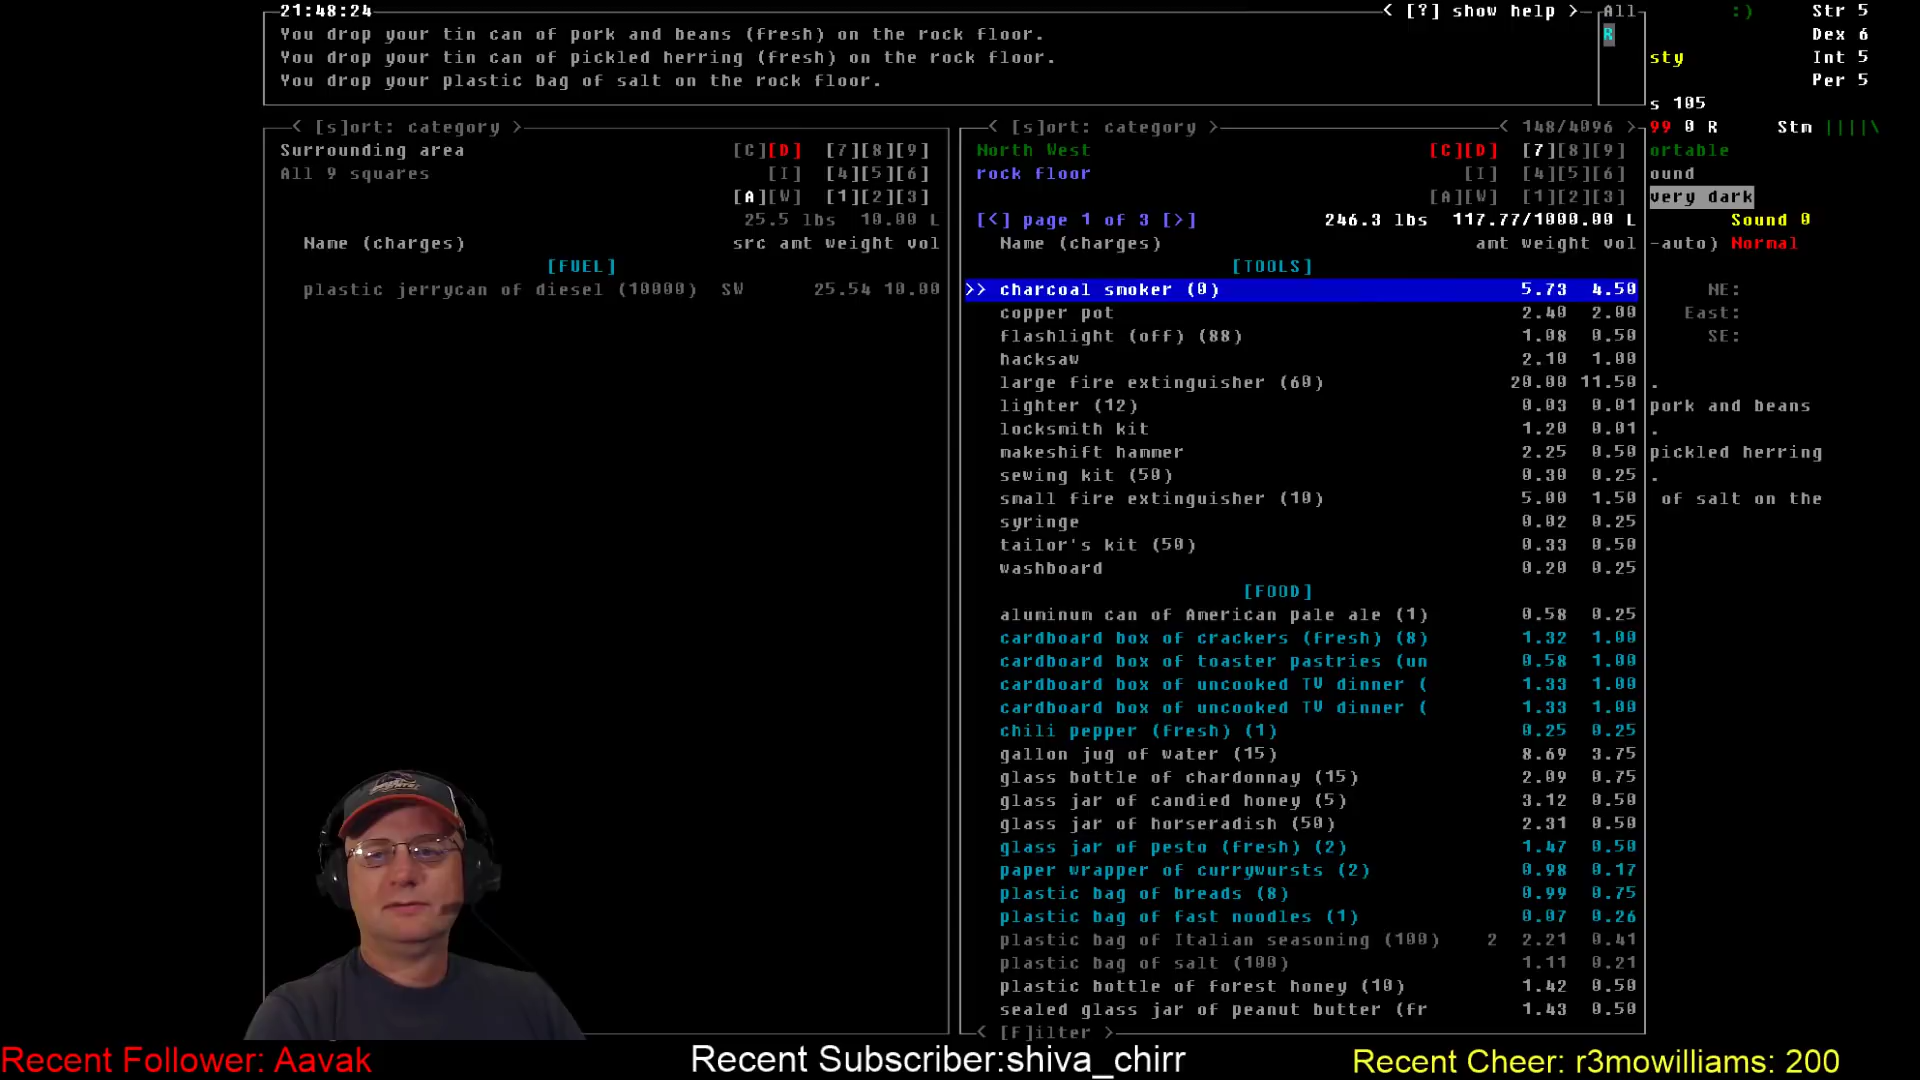 21:48:24
< [?] show help >
You drop your tin can of pork and beans (fresh) on the rock floor.
You drop your tin can of pickled herring (fresh) on the rock floor.
You drop your plastic bag of salt on the rock floor.
All
R
:)
Str 5
Dex 6
sty
Int 5
Per 5
s 105
99 0 R Stm ||||\
ortable
ound
very dark
Sound 0
-auto) Normal
NE:
East:
SE:
.
pork and beans
.
pickled herring
.
of salt on the
< [s]ort: category >
Surrounding area [C][D] [7][8][9]
All 9 squares [I] [4][5][6]
[A][W] [1][2][3]
25.5 lbs 10.00 L
Name (charges) src amt weight vol
[FUEL]
plastic jerrycan of diesel (10000) SW 25.54 10.00
< [s]ort: category > < 148/4096 >
North West [C][D] [7][8][9]
rock floor [I] [4][5][6]
[A][W] [1][2][3]
[<] page 1 of 3 [>] 246.3 lbs 117.77/1000.00 L
Name (charges) amt weight vol
[TOOLS]
>> charcoal smoker (0) 5.73 4.50
copper pot 2.40 2.00
flashlight (off) (88) 1.08 0.50
hacksaw 2.10 1.00
large fire extinguisher (60) 20.00 11.50
lighter (12) 0.03 0.01
locksmith kit 1.20 0.01
makeshift hammer 2.25 0.50
sewing kit (50) 0.30 0.25
small fire extinguisher (10) 5.00 1.50
syringe 0.02 0.25
tailor's kit (50) 0.33 0.50
washboard 0.20 0.25
[FOOD]
aluminum can of American pale ale (1) 0.58 0.25
cardboard box of crackers (fresh) (8) 1.32 1.00
cardboard box of toaster pastries (un 0.58 1.00
cardboard box of uncooked TV dinner ( 1.33 1.00
cardboard box of uncooked TV dinner ( 1.33 1.00
chili pepper (fresh) (1) 0.25 0.25
gallon jug of water (15) 8.69 3.75
glass bottle of chardonnay (15) 2.09 0.75
glass jar of candied honey (5) 3.12 0.50
glass jar of horseradish (50) 2.31 0.50
glass jar of pesto (fresh) (2) 1.47 0.50
paper wrapper of currywursts (2) 0.98 0.17
plastic bag of breads (8) 0.99 0.75
plastic bag of fast noodles (1) 0.07 0.26
plastic bag of Italian seasoning (100) 2 2.21 0.41
plastic bag of salt (100) 1.11 0.21
plastic bottle of forest honey (10) 1.42 0.50
sealed glass jar of peanut butter (fr 1.43 0.50
< [F]ilter >
Recent Follower: Aavak
Recent Subscriber:shiva_chirr
Recent Cheer: r3mowilliams: 200